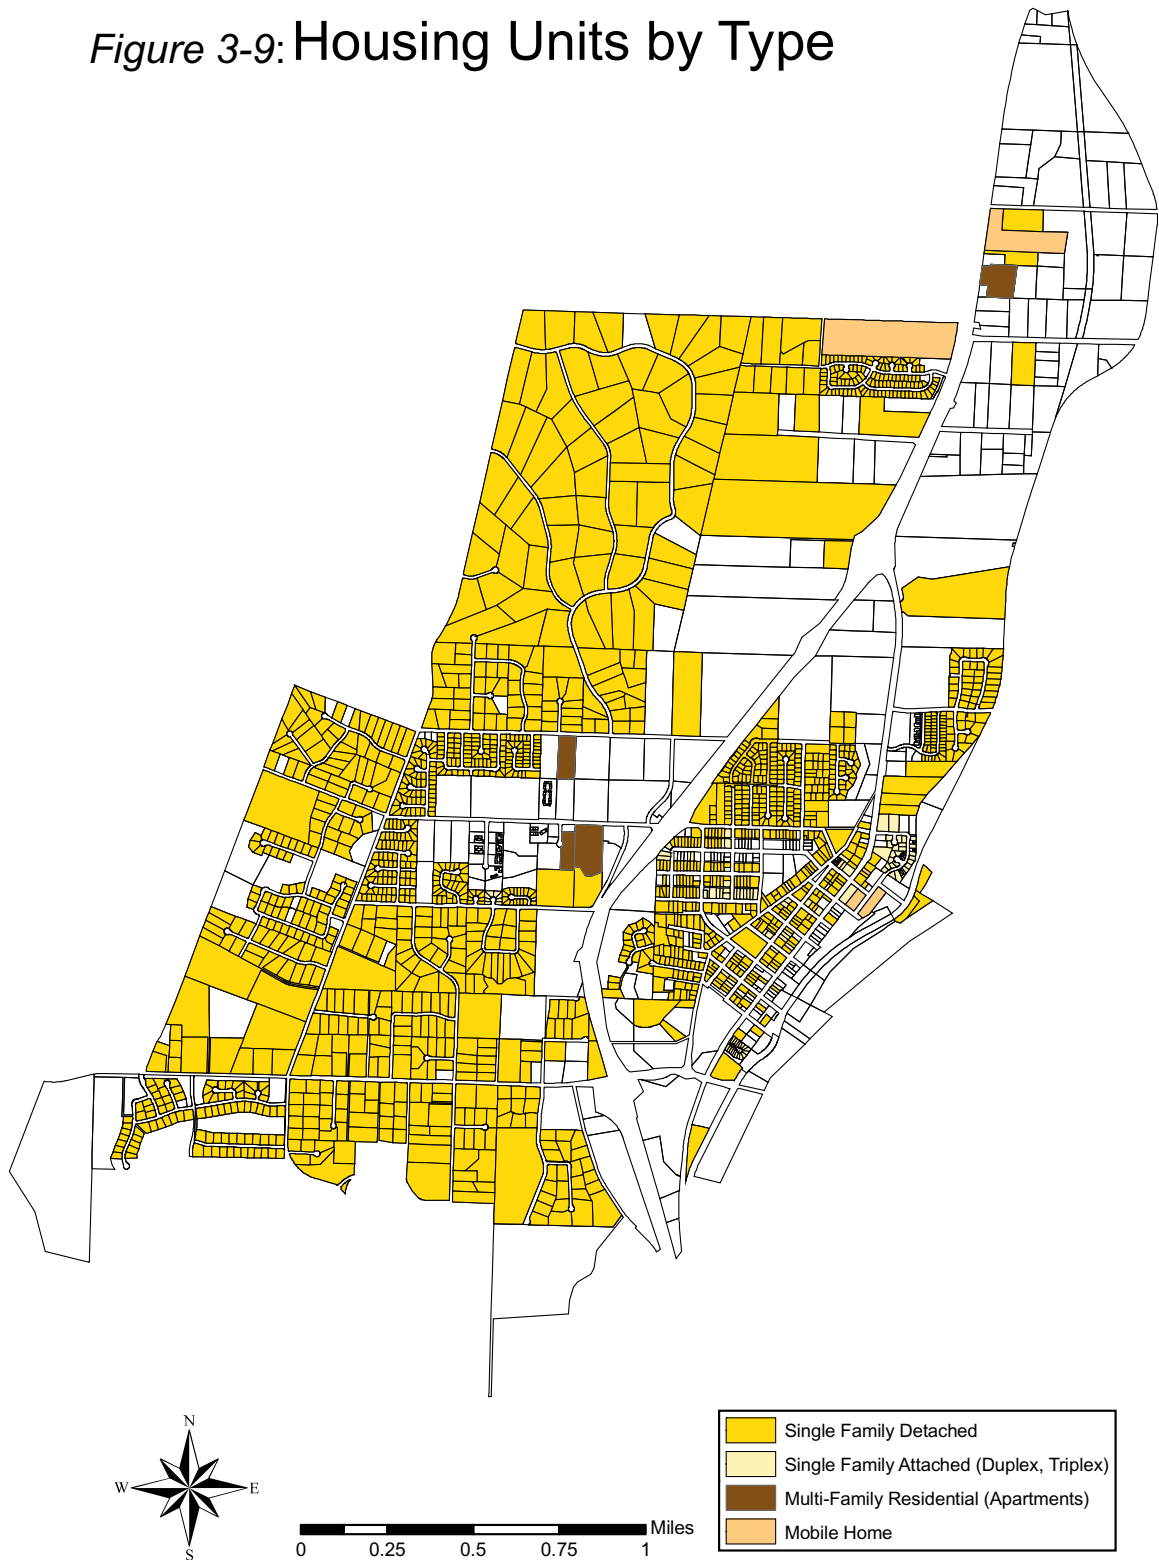 Figure 3-9: Housing Units by Type
N
W E
S
0 0.25 0.5 0.75 1 Miles
Single Family Detached
Single Family Attached (Duplex, Triplex)
Multi-Family Residential (Apartments)
Mobile Home